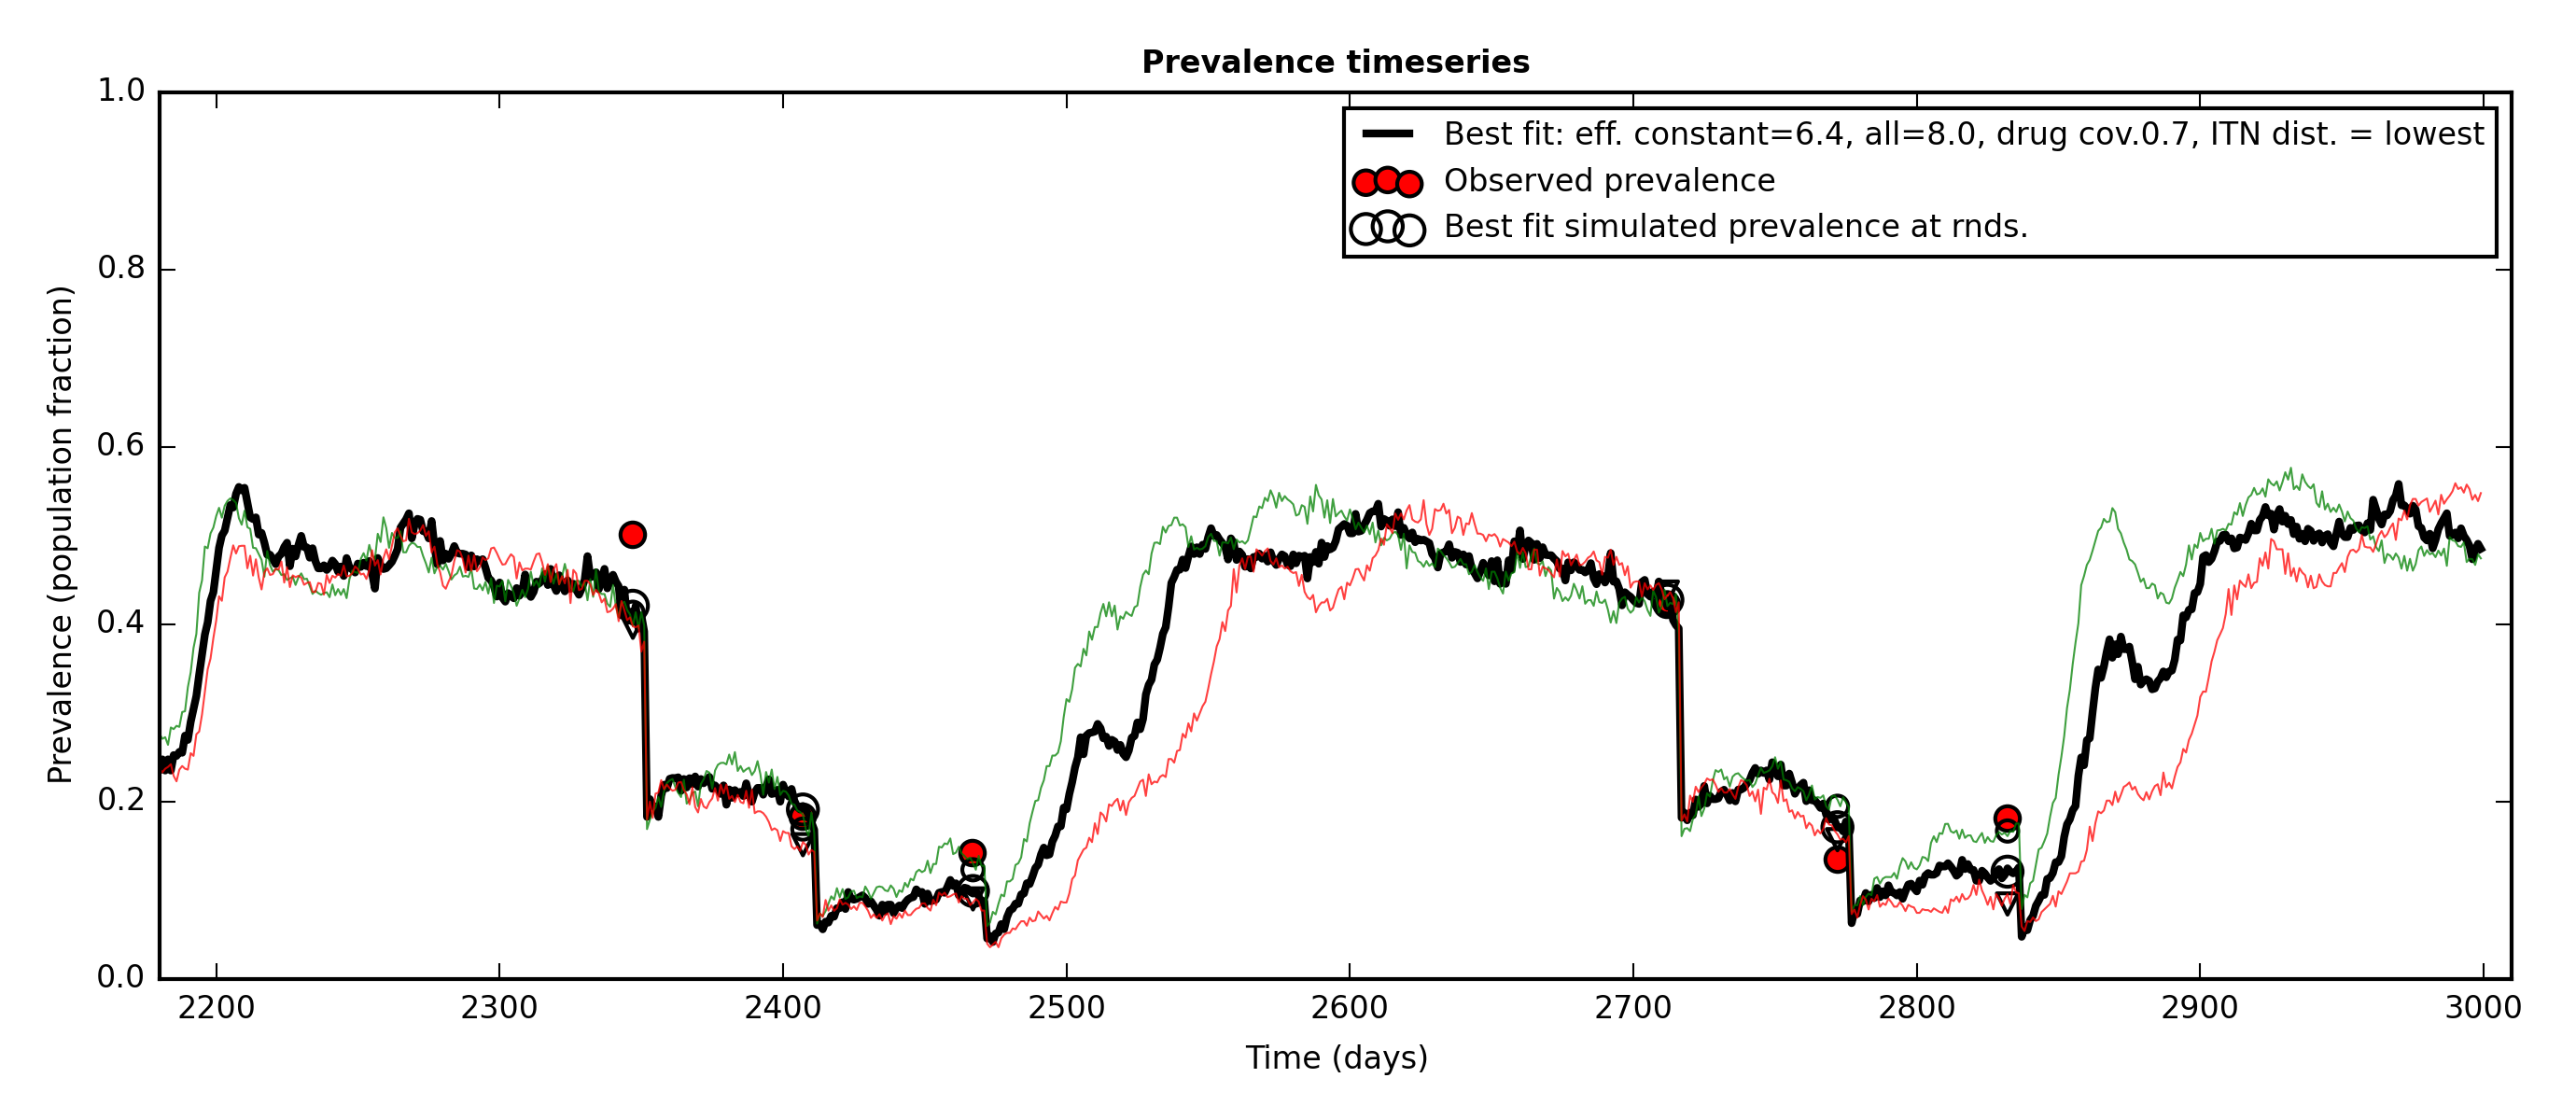 Prevalence timeseries
1.0
0.8
0.6
0.4
0.2
0.0
Prevalence (population fraction)
Best fit: eff. constant=6.4, all=8.0, drug cov.0.7, ITN dist. = lowest
Observed prevalence
Best fit simulated prevalence at rnds.
2200 2300 2400 2500 2600 2700 2800 2900 3000
Time (days)